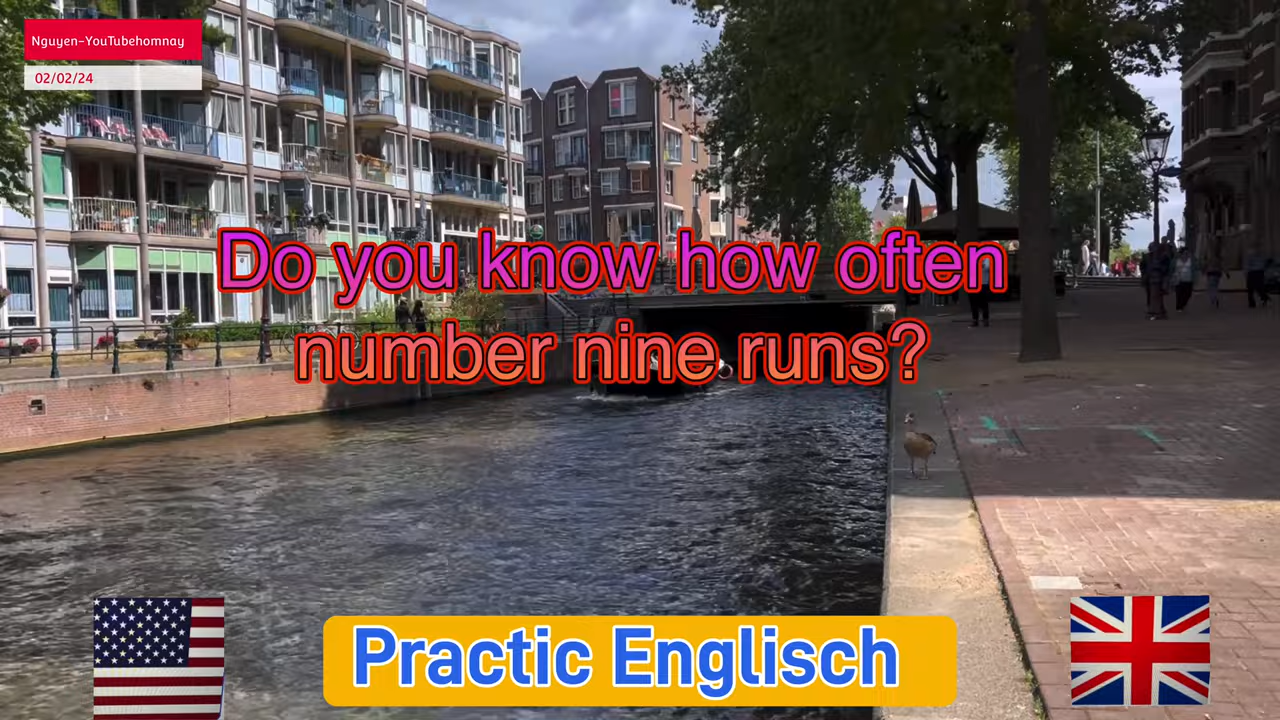 Nguyen-YouTubehomnay
02/02/24
Do you know how often
number nine runs?
Practic Englisch